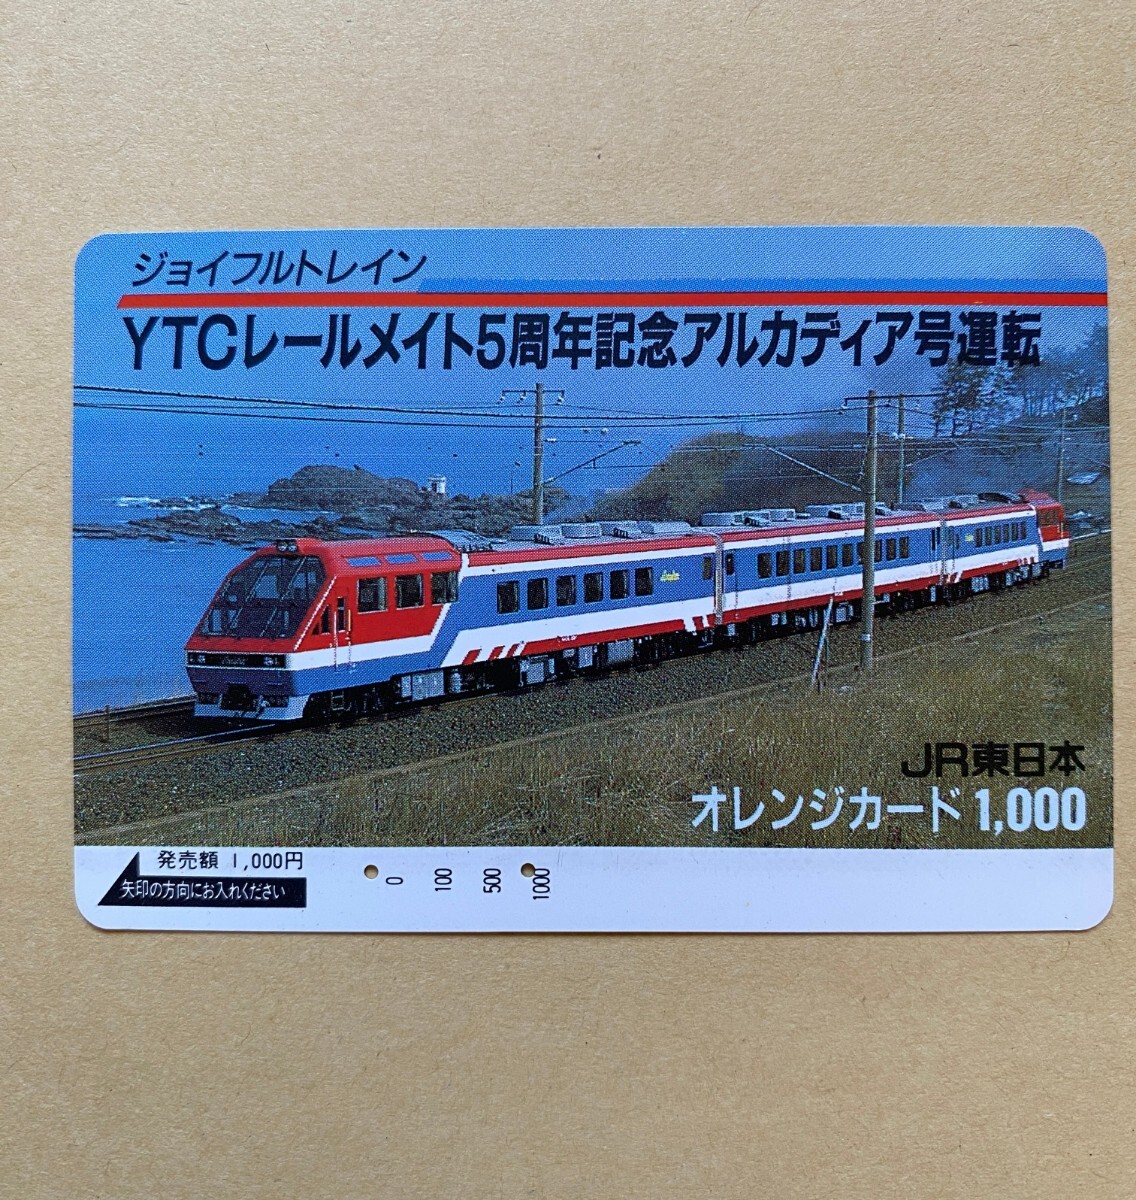 ジョイフルトレイン
YTCレールメイト5周年記念アルカディア号運転
JR東日本
オレンジカード 1,000
発売額 1,000円
矢印の方向にお入れください
0 100 500 1000